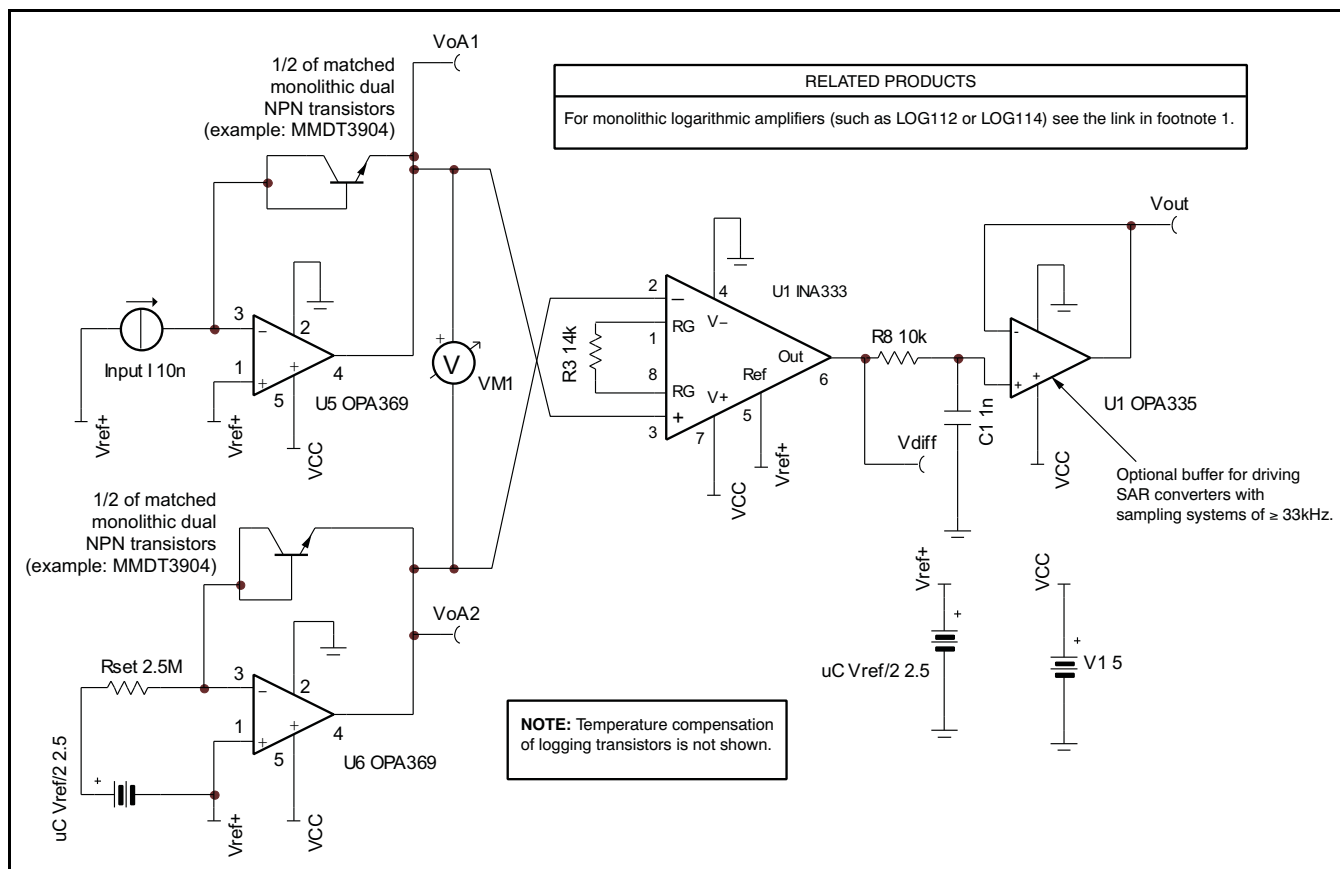 VoA1
1/2 of matched
monolithic dual
NPN transistors
(example: MMDT3904)
RELATED PRODUCTS
For monolithic logarithmic amplifiers (such as LOG112 or LOG114) see the link in footnote 1.
Vout
2
4
U1 INA333
−
RG
V−
1
R3 14k
Out
R8 10k
3
−
2
Input I 10n
1
+
+
4
5
U5 OPA369
Vref+
Vref+
VCC
+
V
VM1
8
RG
Ref
6
V+
5
+
3
7
VCC
Vref+
Vdiff
C1 1n
-
+
+
U1 OPA335
VCC
Optional buffer for driving
SAR converters with
sampling systems of ≥ 33kHz.
1/2 of matched
monolithic dual
NPN transistors
(example: MMDT3904)
VoA2
Rset 2.5M
3
−
2
1
+
+
4
5
U6 OPA369
uC Vref/2 2.5
+
Vref+
VCC
NOTE: Temperature compensation
of logging transistors is not shown.
Vref+
+
uC Vref/2 2.5
VCC
+
V1 5